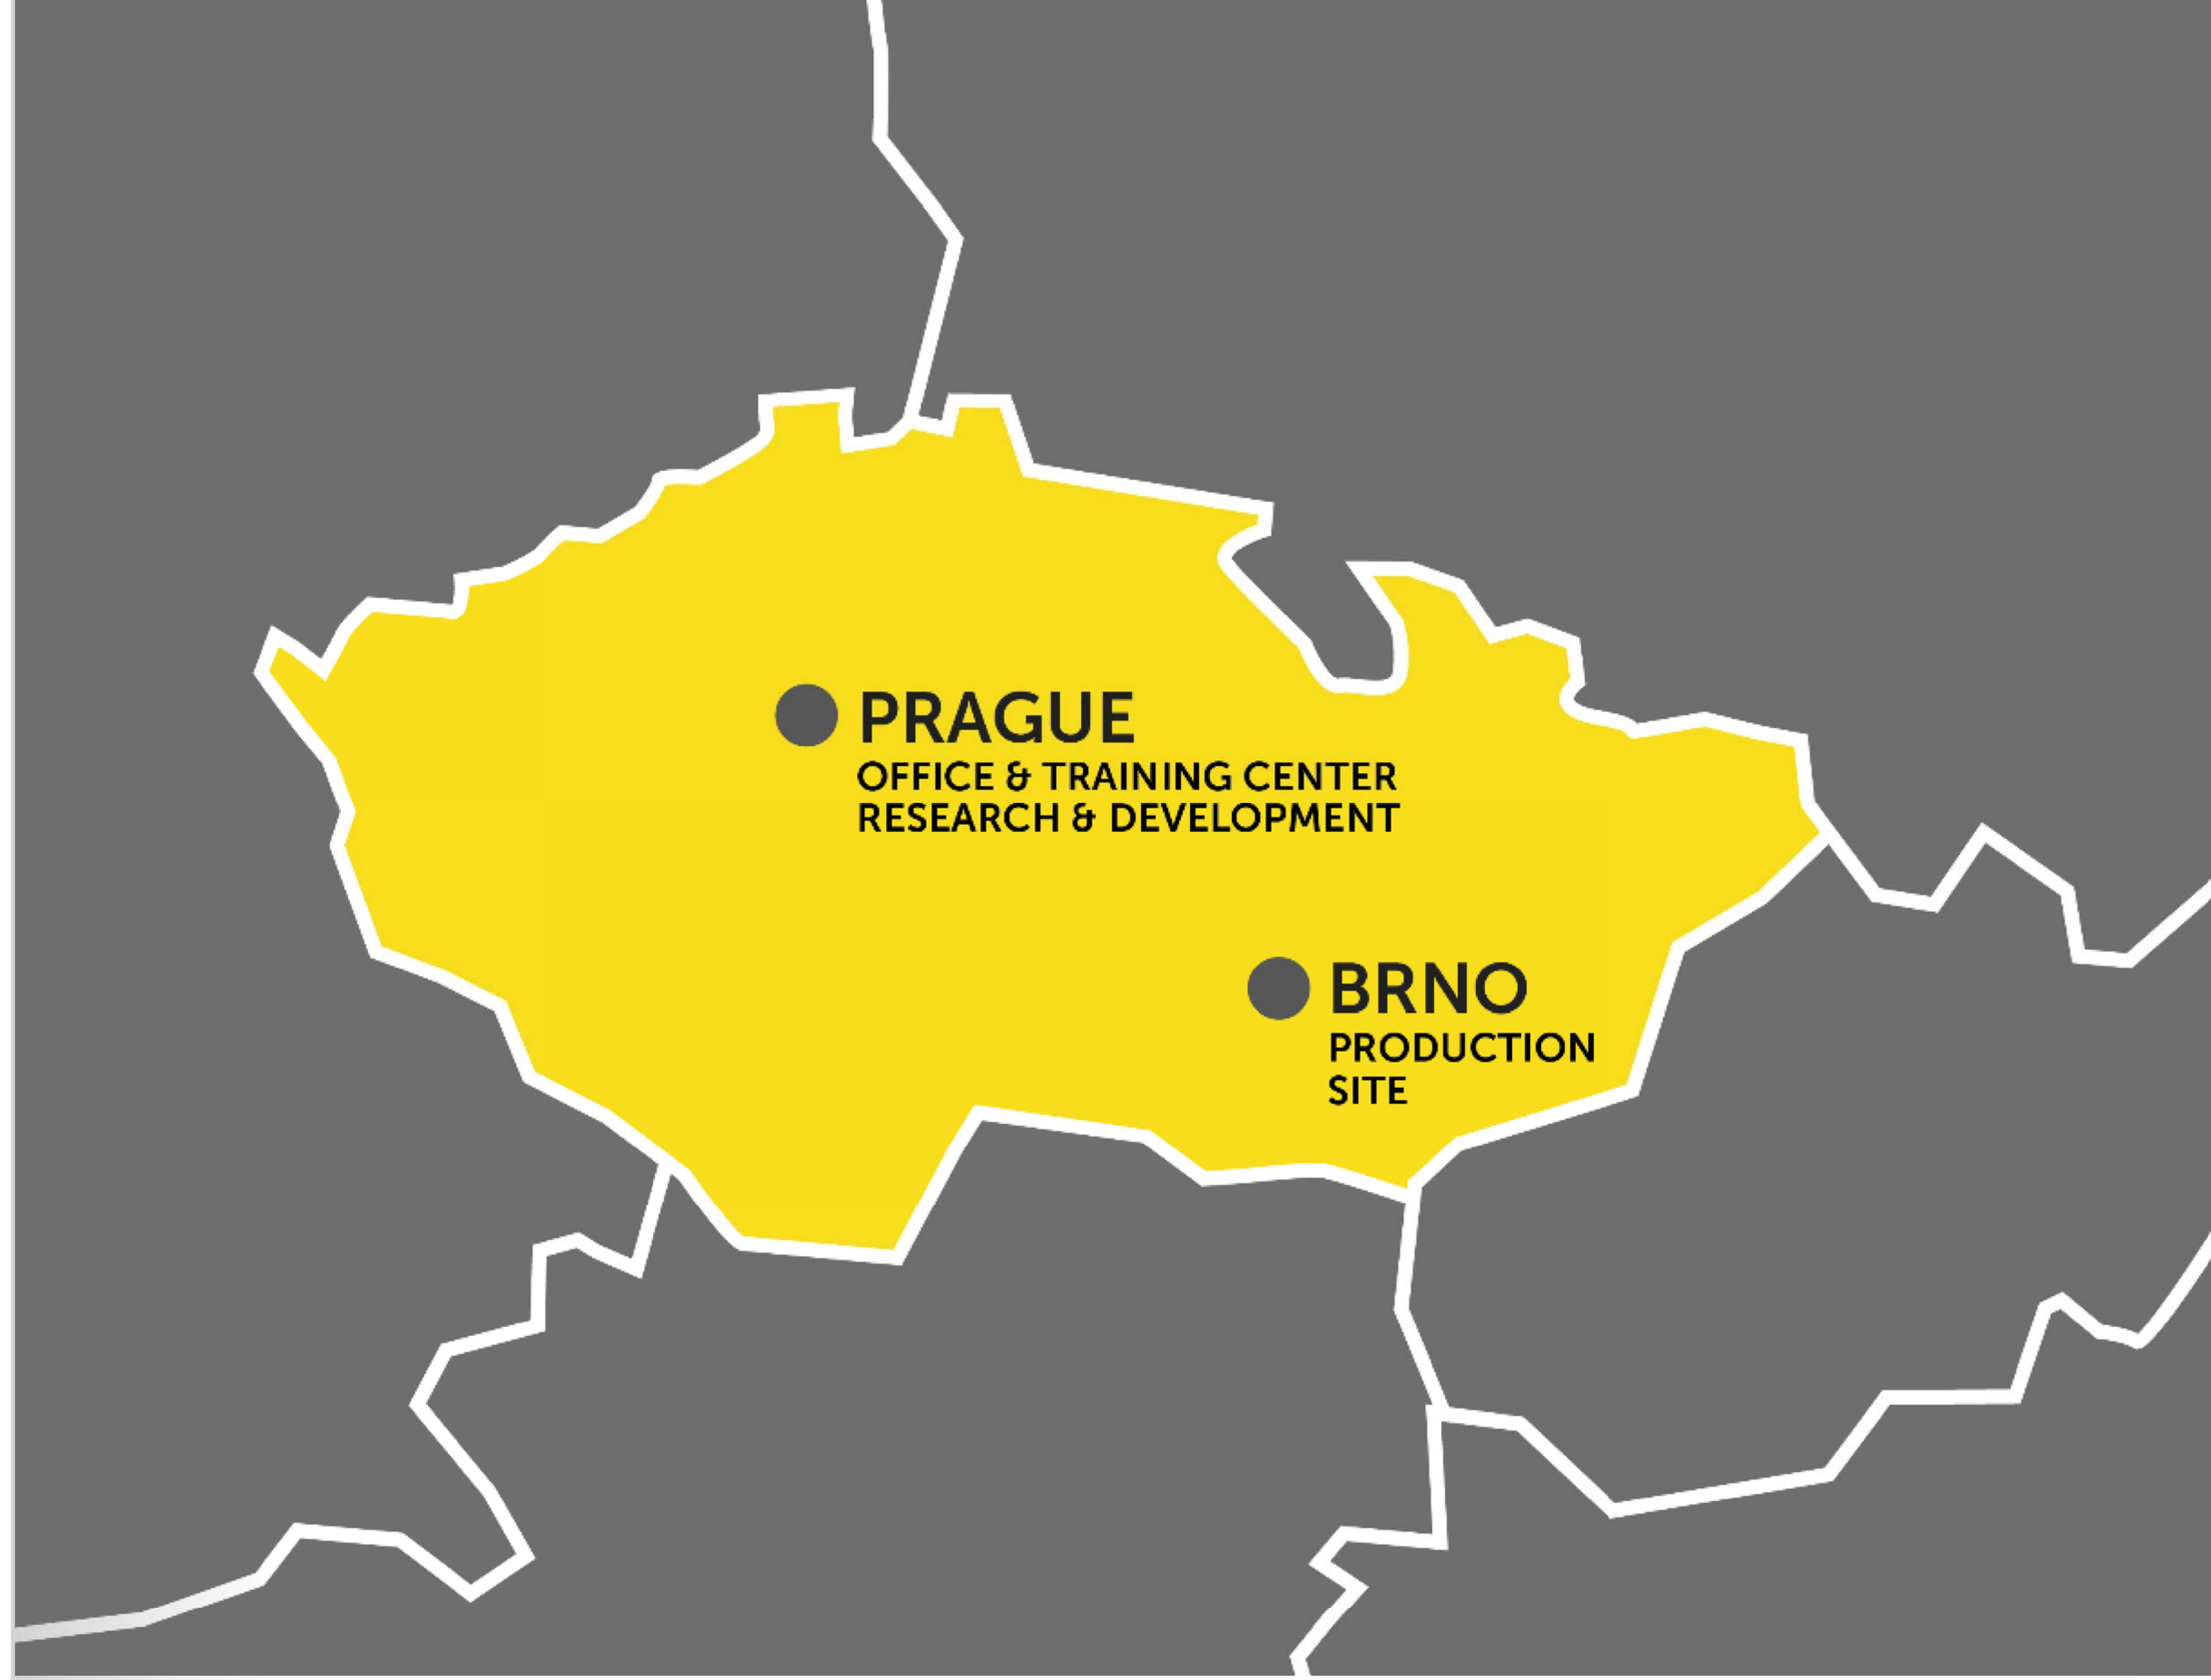 PRAGUE
OFFICE & TRAINING CENTER
RESEARCH & DEVELOPMENT
BRNO
PRODUCTION
SITE